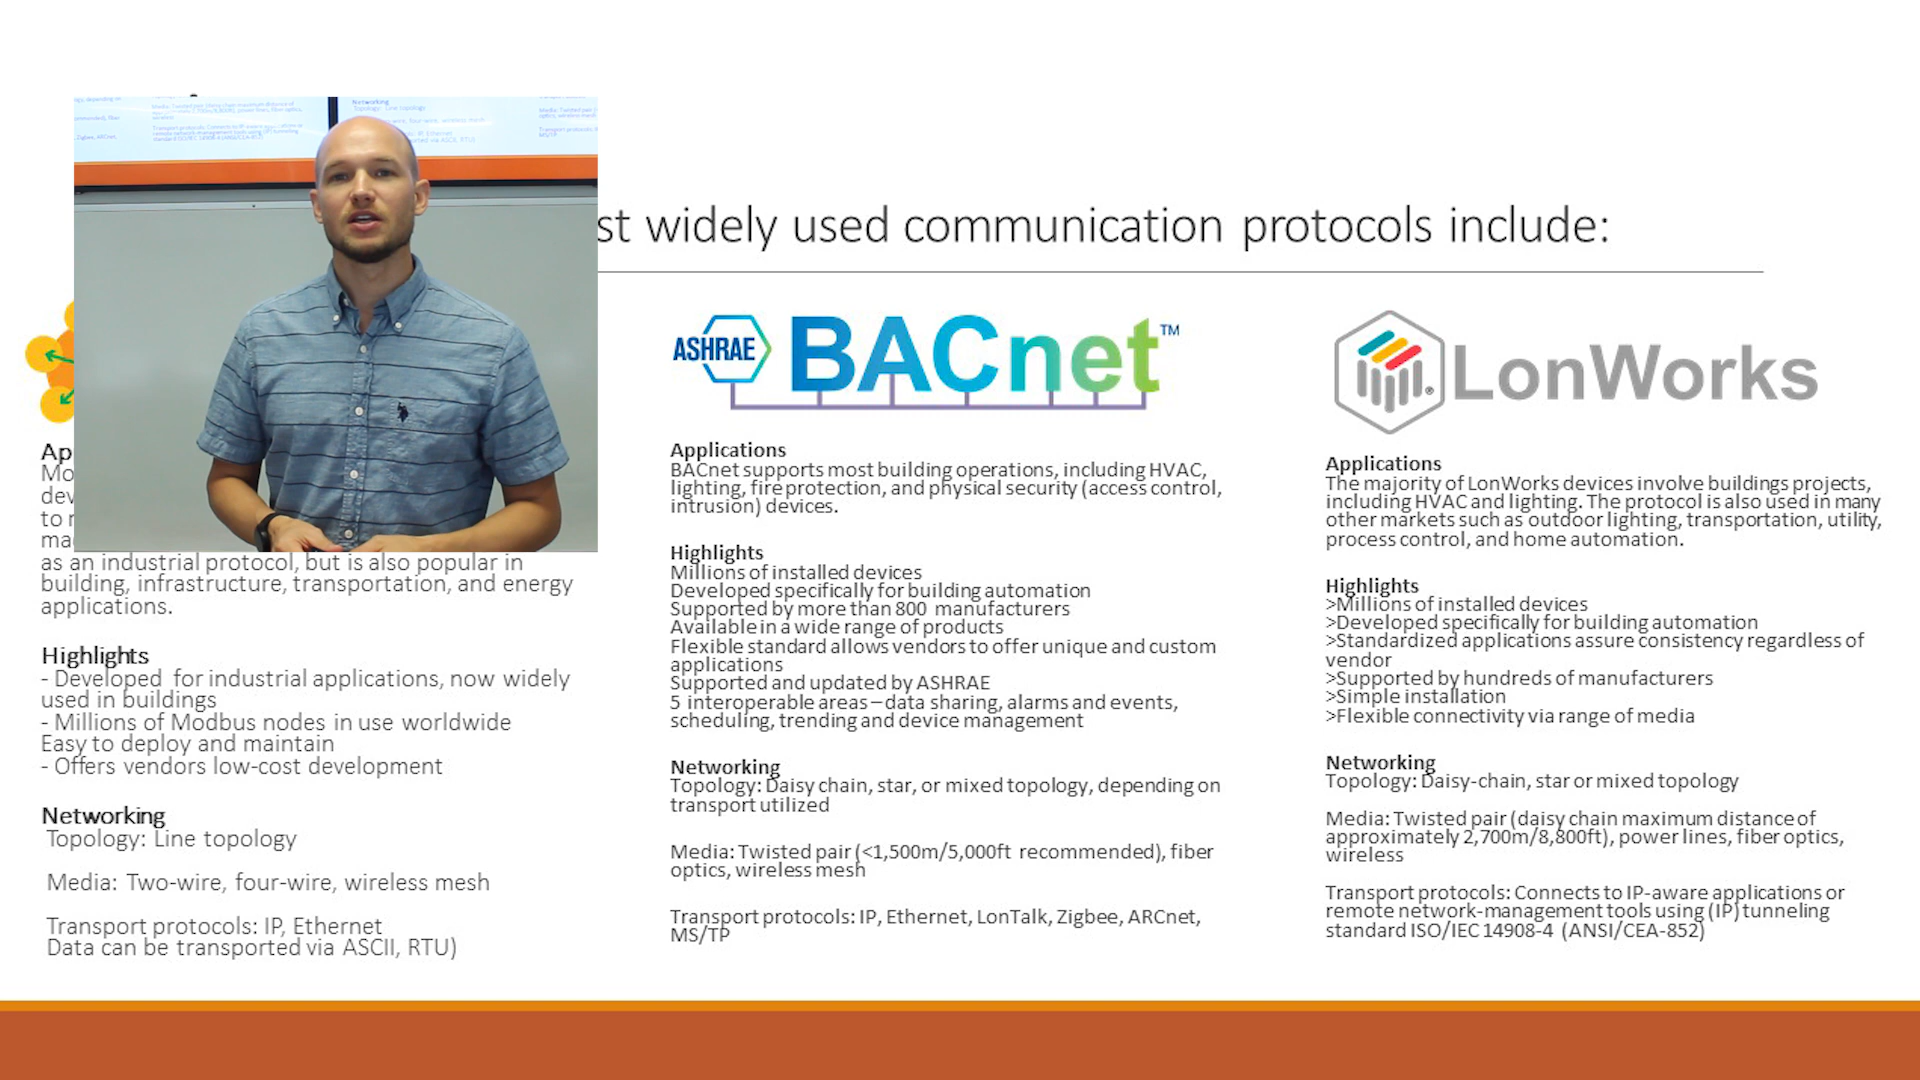 st widely used communication protocols include:
Ap
Mo
dev
to r
ma
as an industrial protocol, but is also popular in
building, infrastructure, transportation, and energy
applications.
Highlights
- Developed for industrial applications, now widely
used in buildings
- Millions of Modbus nodes in use worldwide
Easy to deploy and maintain
- Offers vendors low-cost development
Networking
Topology: Line topology
Media: Two-wire, four-wire, wireless mesh
Transport protocols: IP, Ethernet
Data can be transported via ASCII, RTU)
ASHRAE BACnet™
Applications
BACnet supports most building operations, including HVAC,
lighting, fire protection, and physical security (access control,
intrusion) devices.
Highlights
Millions of installed devices
Developed specifically for building automation
Supported by more than 800 manufacturers
Available in a wide range of products
Flexible standard allows vendors to offer unique and custom
applications
Supported and updated by ASHRAE
5 interoperable areas – data sharing, alarms and events,
scheduling, trending and device management
Networking
Topology: Daisy chain, star, or mixed topology, depending on
transport utilized
Media: Twisted pair (<1,500m/5,000ft recommended), fiber
optics, wireless mesh
Transport protocols: IP, Ethernet, LonTalk, Zigbee, ARCnet,
MS/TP
LonWorks
Applications
The majority of LonWorks devices involve buildings projects,
including HVAC and lighting. The protocol is also used in many
other markets such as outdoor lighting, transportation, utility,
process control, and home automation.
Highlights
>Millions of installed devices
>Developed specifically for building automation
>Standardized applications assure consistency regardless of
vendor
>Supported by hundreds of manufacturers
>Simple installation
>Flexible connectivity via range of media
Networking
Topology: Daisy-chain, star or mixed topology
Media: Twisted pair (daisy chain maximum distance of
approximately 2,700m/8,800ft), power lines, fiber optics,
wireless
Transport protocols: Connects to IP-aware applications or
remote network-management tools using (IP) tunneling
standard ISO/IEC 14908-4 (ANSI/CEA-852)